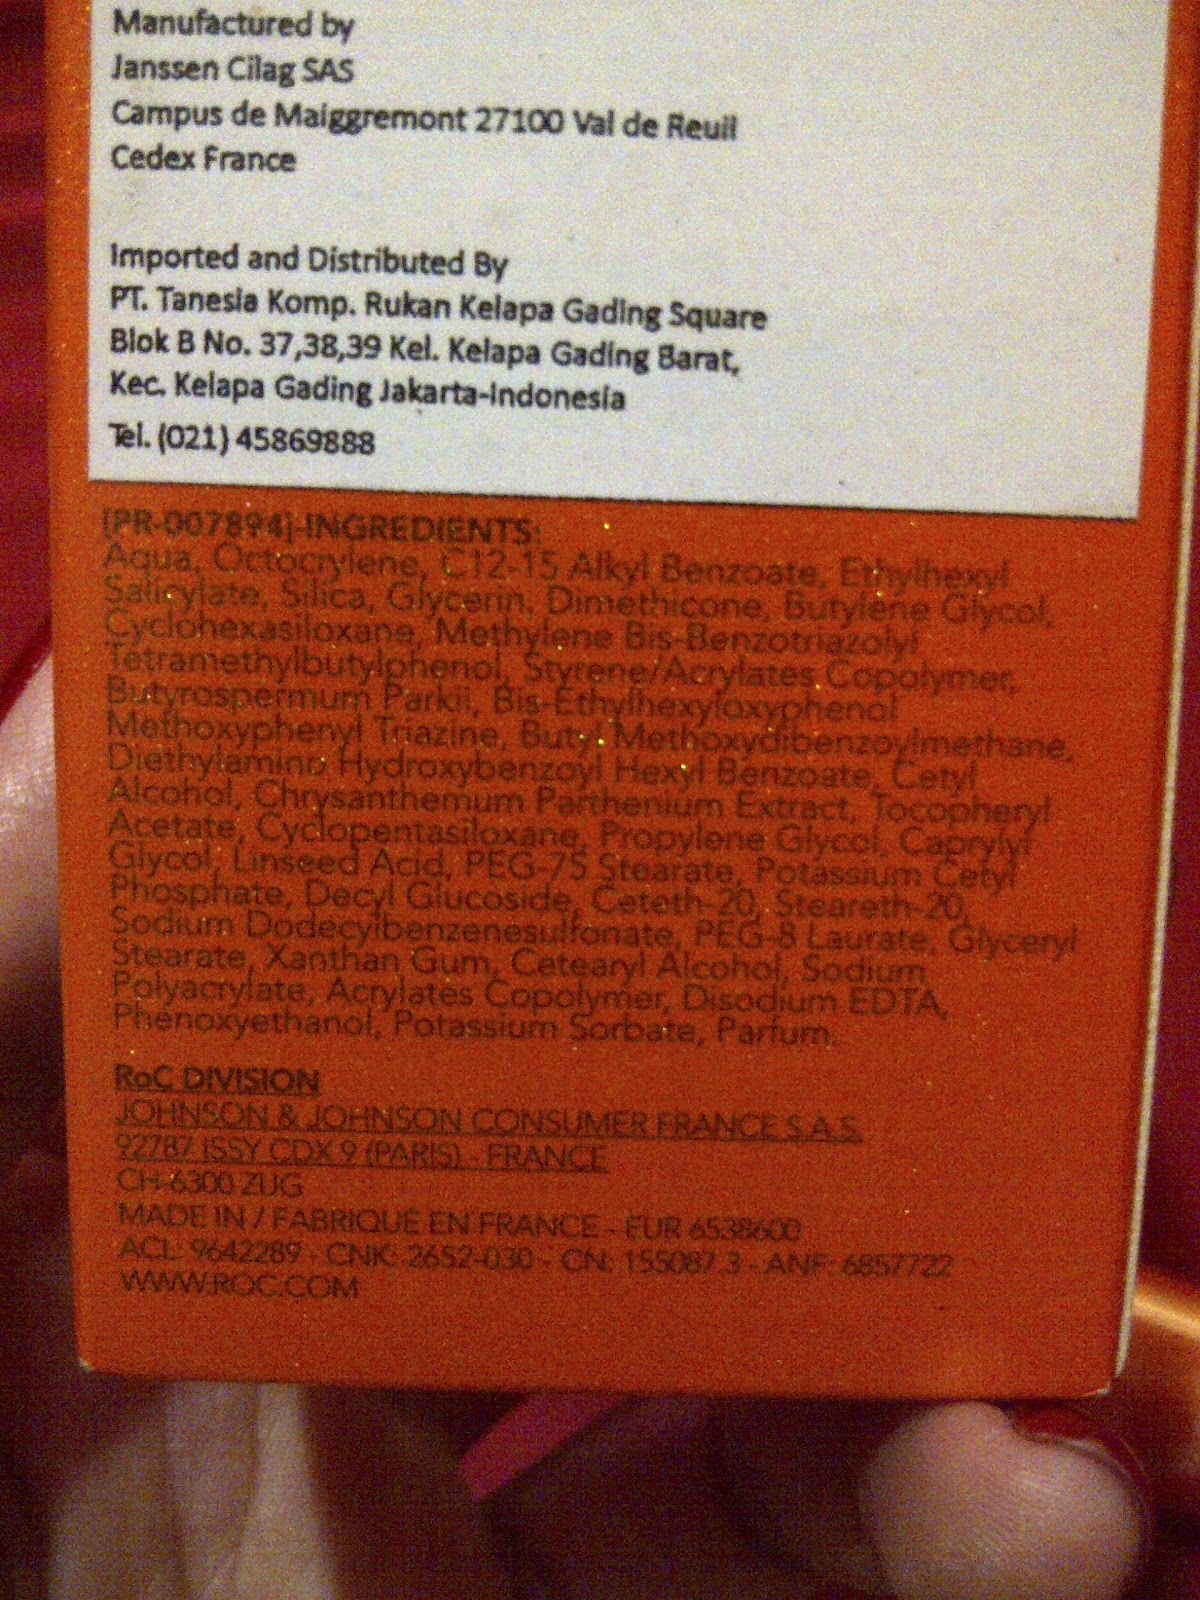 Manufactured by
Janssen Cilag SAS
Campus de Maiggremont 27100 Val de Reuil
Cedex France
Imported and Distributed By
PT. Tanesia Komp. Rukan Kelapa Gading Square
Blok B No. 37,38,39 Kel. Kelapa Gading Barat,
Kec. Kelapa Gading Jakarta-Indonesia
Tel. (021) 45869888
[PR-007894]-INGREDIENTS:
Aqua, Octocrylene, C12-15 Alkyl Benzoate, Ethylhexyl
Salicylate, Silica, Glycerin, Dimethicone, Butylene Glycol,
Cyclohexasiloxane, Methylene Bis-Benzotriazolyl
Tetramethylbutylphenol, Styrene/Acrylates Copolymer,
Butyrospermum Parkii, Bis-Ethylhexyloxyphenol
Methoxyphenyl Triazine, Butyl Methoxydibenzoylmethane,
Diethylamino Hydroxybenzoyl Hexyl Benzoate, Cetyl
Alcohol, Chrysanthemum Parthenium Extract, Tocopheryl
Acetate, Cyclopentasiloxane, Propylene Glycol, Caprylyl
Glycol, Linseed Acid, PEG-75 Stearate, Potassium Cetyl
Phosphate, Decyl Glucoside, Ceteth-20, Steareth-20,
Sodium Dodecylbenzenesulfonate, PEG-8 Laurate, Glyceryl
Stearate, Xanthan Gum, Cetearyl Alcohol, Sodium
Polyacrylate, Acrylates Copolymer, Disodium EDTA,
Phenoxyethanol, Potassium Sorbate, Parfum.
RoC DIVISION
JOHNSON & JOHNSON CONSUMER FRANCE S.A.S.
92787 ISSY CDX 9 (PARIS) - FRANCE
CH-6300 ZUG
MADE IN / FABRIQUÉ EN FRANCE - EUR 6538600
ACL: 9642289 - CNK: 2652-030 - CN: 155087.3 - ANF: 6857722
WWW.ROC.COM